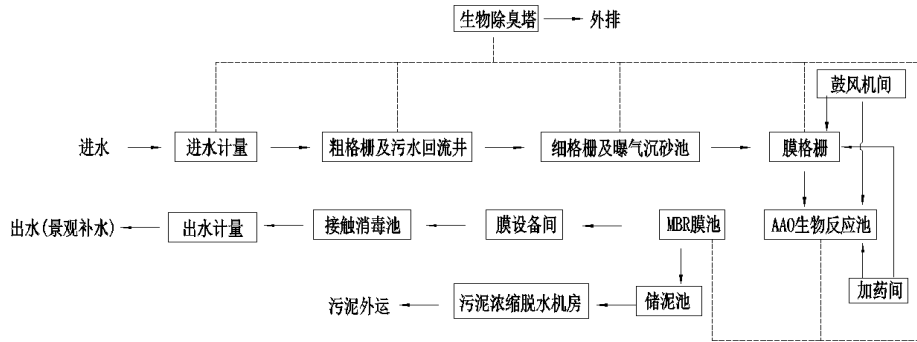 生物除臭塔
外排
鼓风机间
进水
进水计量
粗格栅及污水回流井
细格栅及曝气沉砂池
膜格栅
出水(景观补水)
出水计量
接触消毒池
膜设备间
MBR膜池
AAO生物反应池
污泥外运
污泥浓缩脱水机房
储泥池
加药间